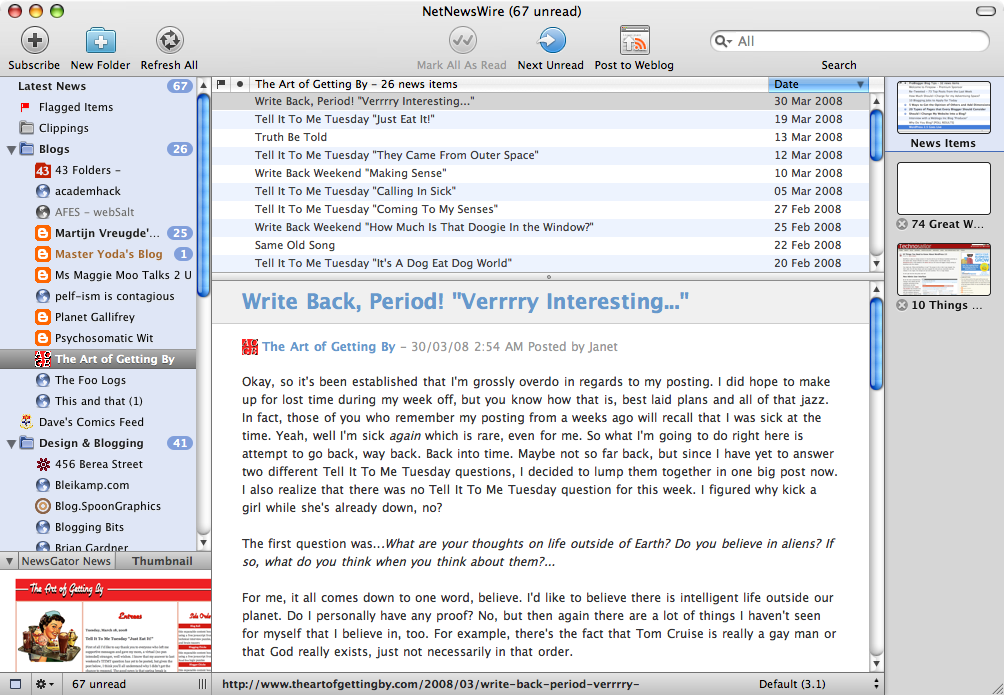 NetNewsWire (67 unread)
Subscribe New Folder Refresh All Mark All As Read Next Unread Post to Weblog All Search
Latest News 67
Flagged Items
Clippings
Blogs 26
43 43 Folders –
academhack
AFES – webSalt
Martijn Vreugde'... 25
Master Yoda's Blog 1
Ms Maggie Moo Talks 2 U
pelf-ism is contagious
Planet Gallifrey
Psychosomatic Wit
The Art of Getting By
The Foo Logs
This and that (1)
Dave's Comics Feed
Design & Blogging 41
456 Berea Street
Bleikamp.com
Blog.SpoonGraphics
Blogging Bits
Brian Gardner
NewsGator News Thumbnail
The Art of Getting By
Entrees
Side Order
Tuesday, March 18, 2008
Tell It To Me Tuesday "Just Eat It!"
67 unread
The Art of Getting By – 26 news items Date
Write Back, Period! "Verrrry Interesting..." 30 Mar 2008
Tell It To Me Tuesday "Just Eat It!" 19 Mar 2008
Truth Be Told 13 Mar 2008
Tell It To Me Tuesday "They Came From Outer Space" 12 Mar 2008
Write Back Weekend "Making Sense" 10 Mar 2008
Tell It To Me Tuesday "Calling In Sick" 05 Mar 2008
Tell It To Me Tuesday "Coming To My Senses" 27 Feb 2008
Write Back Weekend "How Much Is That Doogie In the Window?" 25 Feb 2008
Same Old Song 22 Feb 2008
Tell It To Me Tuesday "It's A Dog Eat Dog World" 20 Feb 2008
Write Back, Period! "Verrrry Interesting..."
The Art of Getting By – 30/03/08 2:54 AM Posted by Janet
Okay, so it's been established that I'm grossly overdo in regards to my posting. I did hope to make
up for lost time during my week off, but you know how that is, best laid plans and all of that jazz.
In fact, those of you who remember my posting from a weeks ago will recall that I was sick at the
time. Yeah, well I'm sick again which is rare, even for me. So what I'm going to do right here is
attempt to go back, way back. Back into time. Maybe not so far back, but since I have yet to answer
two different Tell It To Me Tuesday questions, I decided to lump them together in one big post now.
I also realize that there was no Tell It To Me Tuesday question for this week. I figured why kick a
girl while she's already down, no?
The first question was...What are your thoughts on life outside of Earth? Do you believe in aliens? If
so, what do you think when you think about them?...
For me, it all comes down to one word, believe. I'd like to believe there is intelligent life outside our
planet. Do I personally have any proof? No, but then again there are a lot of things I haven't seen
for myself that I believe in, too. For example, there's the fact that Tom Cruise is really a gay man or
that God really exists, just not necessarily in that order.
http://www.theartofgettingby.com/2008/03/write-back-period-verrrry- Default (3.1)
News Items
74 Great W...
10 Things ...